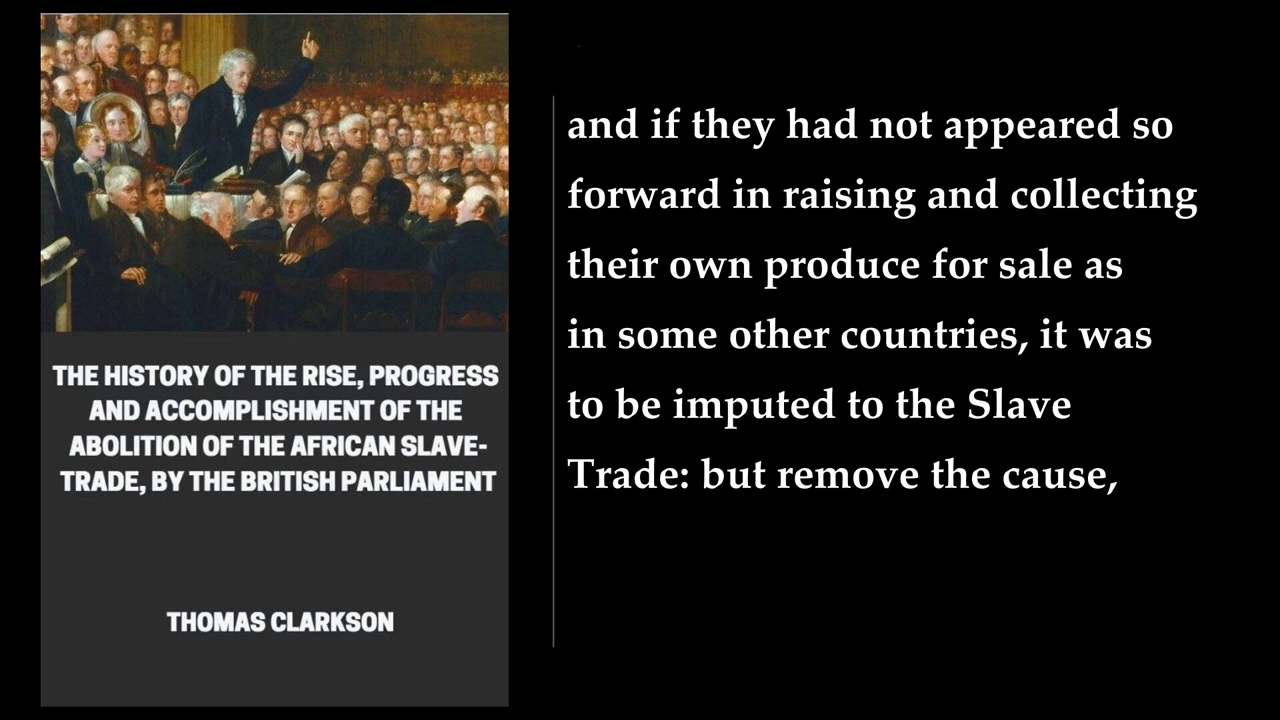 THE HISTORY OF THE RISE, PROGRESS
AND ACCOMPLISHMENT OF THE
ABOLITION OF THE AFRICAN SLAVE-
TRADE, BY THE BRITISH PARLIAMENT
THOMAS CLARKSON
and if they had not appeared so
forward in raising and collecting
their own produce for sale as
in some other countries, it was
to be imputed to the Slave
Trade: but remove the cause,